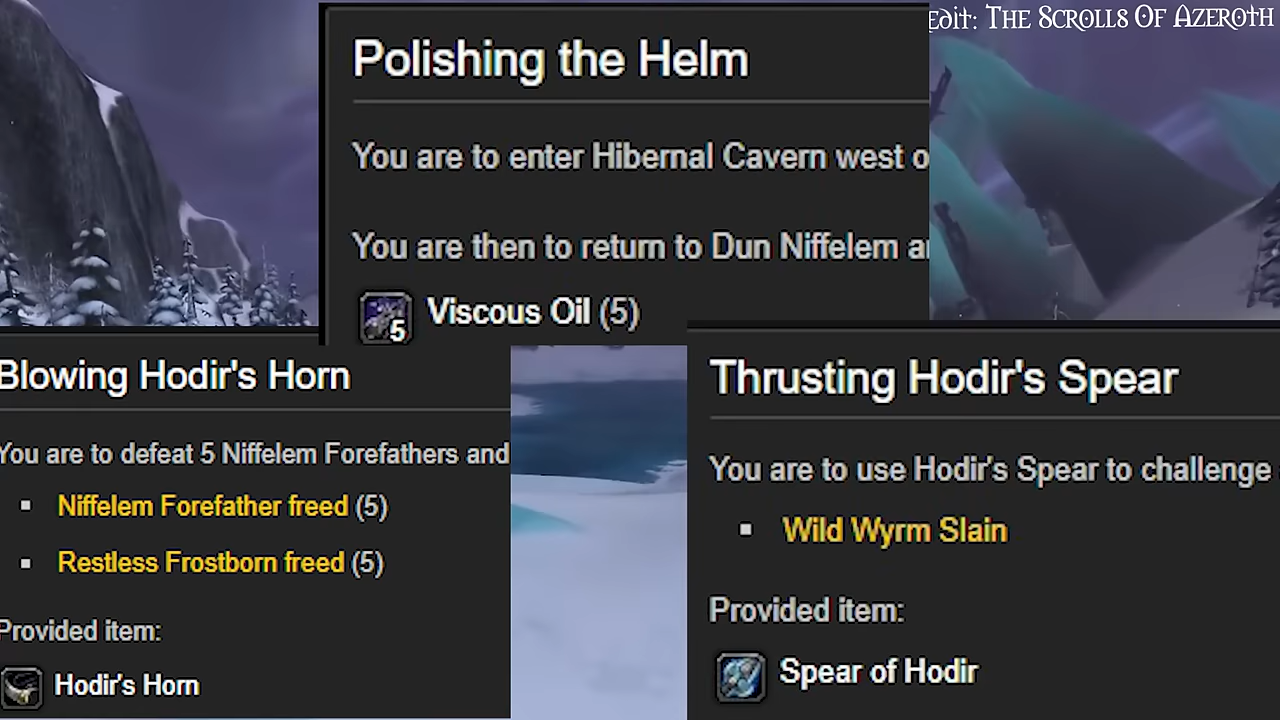 edit: The Scrolls Of Azeroth
Polishing the Helm
You are to enter Hibernal Cavern west o
You are then to return to Dun Niffelem a
5
Viscous Oil (5)
Blowing Hodir's Horn
You are to defeat 5 Niffelem Forefathers and
Niffelem Forefather freed (5)
Restless Frostborn freed (5)
Provided item:
Hodir's Horn
Thrusting Hodir's Spear
You are to use Hodir's Spear to challenge
Wild Wyrm Slain
Provided item:
Spear of Hodir